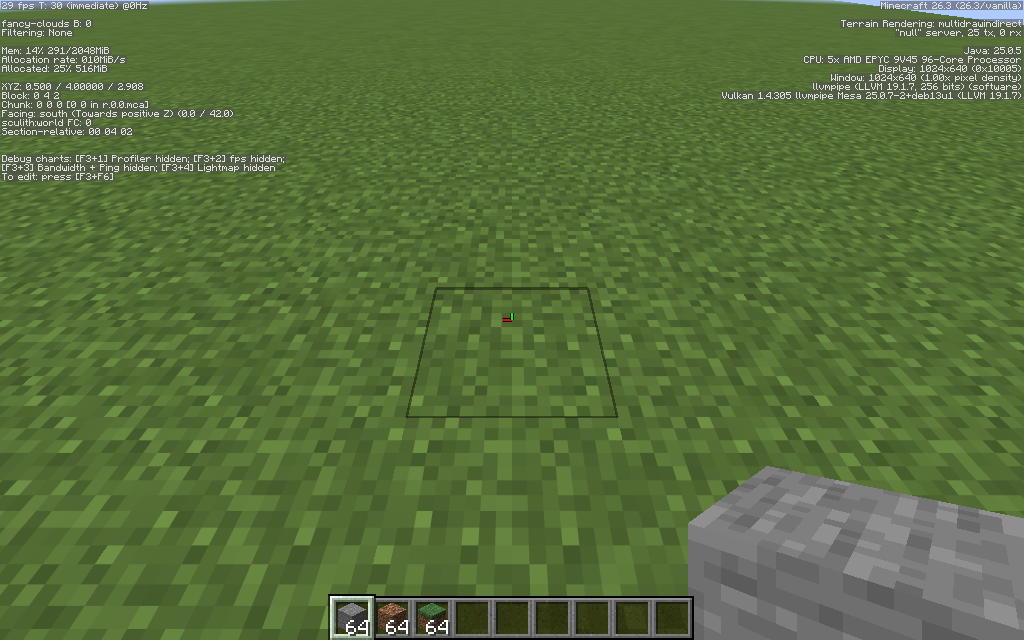 29 fps T: 30 (immediate) @0Hz
fancy-clouds B: 0
Filtering: None
Mem: 14% 291/2048MiB
Allocation rate: 010MiB/s
Allocated: 25% 516MiB
XYZ: 0.500 / 4.00000 / 2.908
Block: 0 4 2
Chunk: 0 0 0 [0 0 in r.0.0.mca]
Facing: south (Towards positive Z) (0.0 / 42.0)
sculith:world FC: 0
Section-relative: 00 04 02
Debug charts: [F3+1] Profiler hidden; [F3+2] fps hidden;
[F3+3] Bandwidth + Ping hidden; [F3+4] Lightmap hidden
To edit: press [F3+F6]
Minecraft 26.3 (26.3/vanilla)
Terrain Rendering: multidrawindirect
"null" server, 25 tx, 0 rx
Java: 25.0.5
CPU: 5x AMD EPYC 9V45 96-Core Processor
Display: 1024x640 (0x10005)
Window: 1024x640 (1.00x pixel density)
llvmpipe (LLVM 19.1.7, 256 bits) (software)
Vulkan 1.4.305 llvmpipe Mesa 25.0.7-2+deb13u1 (LLVM 19.1.7)
64 64 64